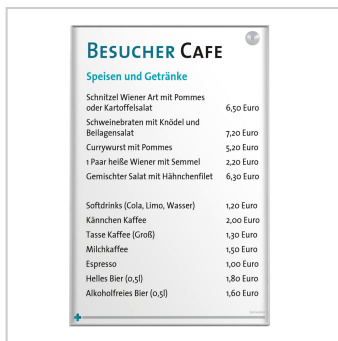 BESUCHER CAFE
Speisen und Getränke
Schnitzel Wiener Art mit Pommes
oder Kartoffelsalat 6,50 Euro
Schweinebraten mit Knödel und
Beilagensalat 7,20 Euro
Currywurst mit Pommes 5,20 Euro
1 Paar heiße Wiener mit Semmel 2,20 Euro
Gemischter Salat mit Hähnchenfilet 6,30 Euro
Softdrinks (Cola, Limo, Wasser) 1,20 Euro
Kännchen Kaffee 2,00 Euro
Tasse Kaffee (Groß) 1,30 Euro
Milchkaffee 1,50 Euro
Espresso 1,00 Euro
Helles Bier (0,5l) 1,80 Euro
Alkoholfreies Bier (0,5l) 1,60 Euro